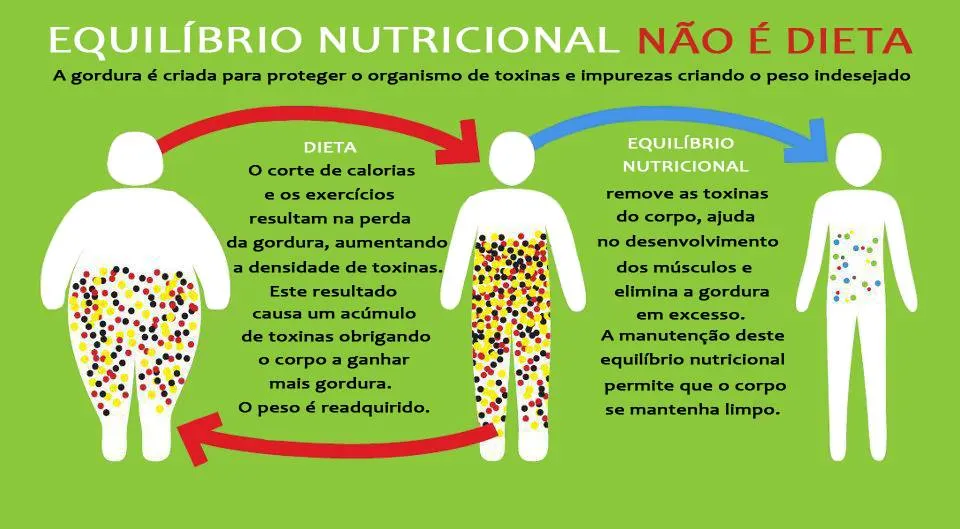 EQUILÍBRIO NUTRICIONAL NÃO É DIETA
A gordura é criada para proteger o organismo de toxinas e impurezas criando o peso indesejado
DIETA
O corte de calorias
e os exercícios
resultam na perda
da gordura, aumentando
a densidade de toxinas.
Este resultado
causa um acúmulo
de toxinas obrigando
o corpo a ganhar
mais gordura.
O peso é readquirido.
EQUILÍBRIO
NUTRICIONAL
remove as toxinas
do corpo, ajuda
no desenvolvimento
dos músculos e
elimina a gordura
em excesso.
A manutenção deste
equilíbrio nutricional
permite que o corpo
se mantenha limpo.